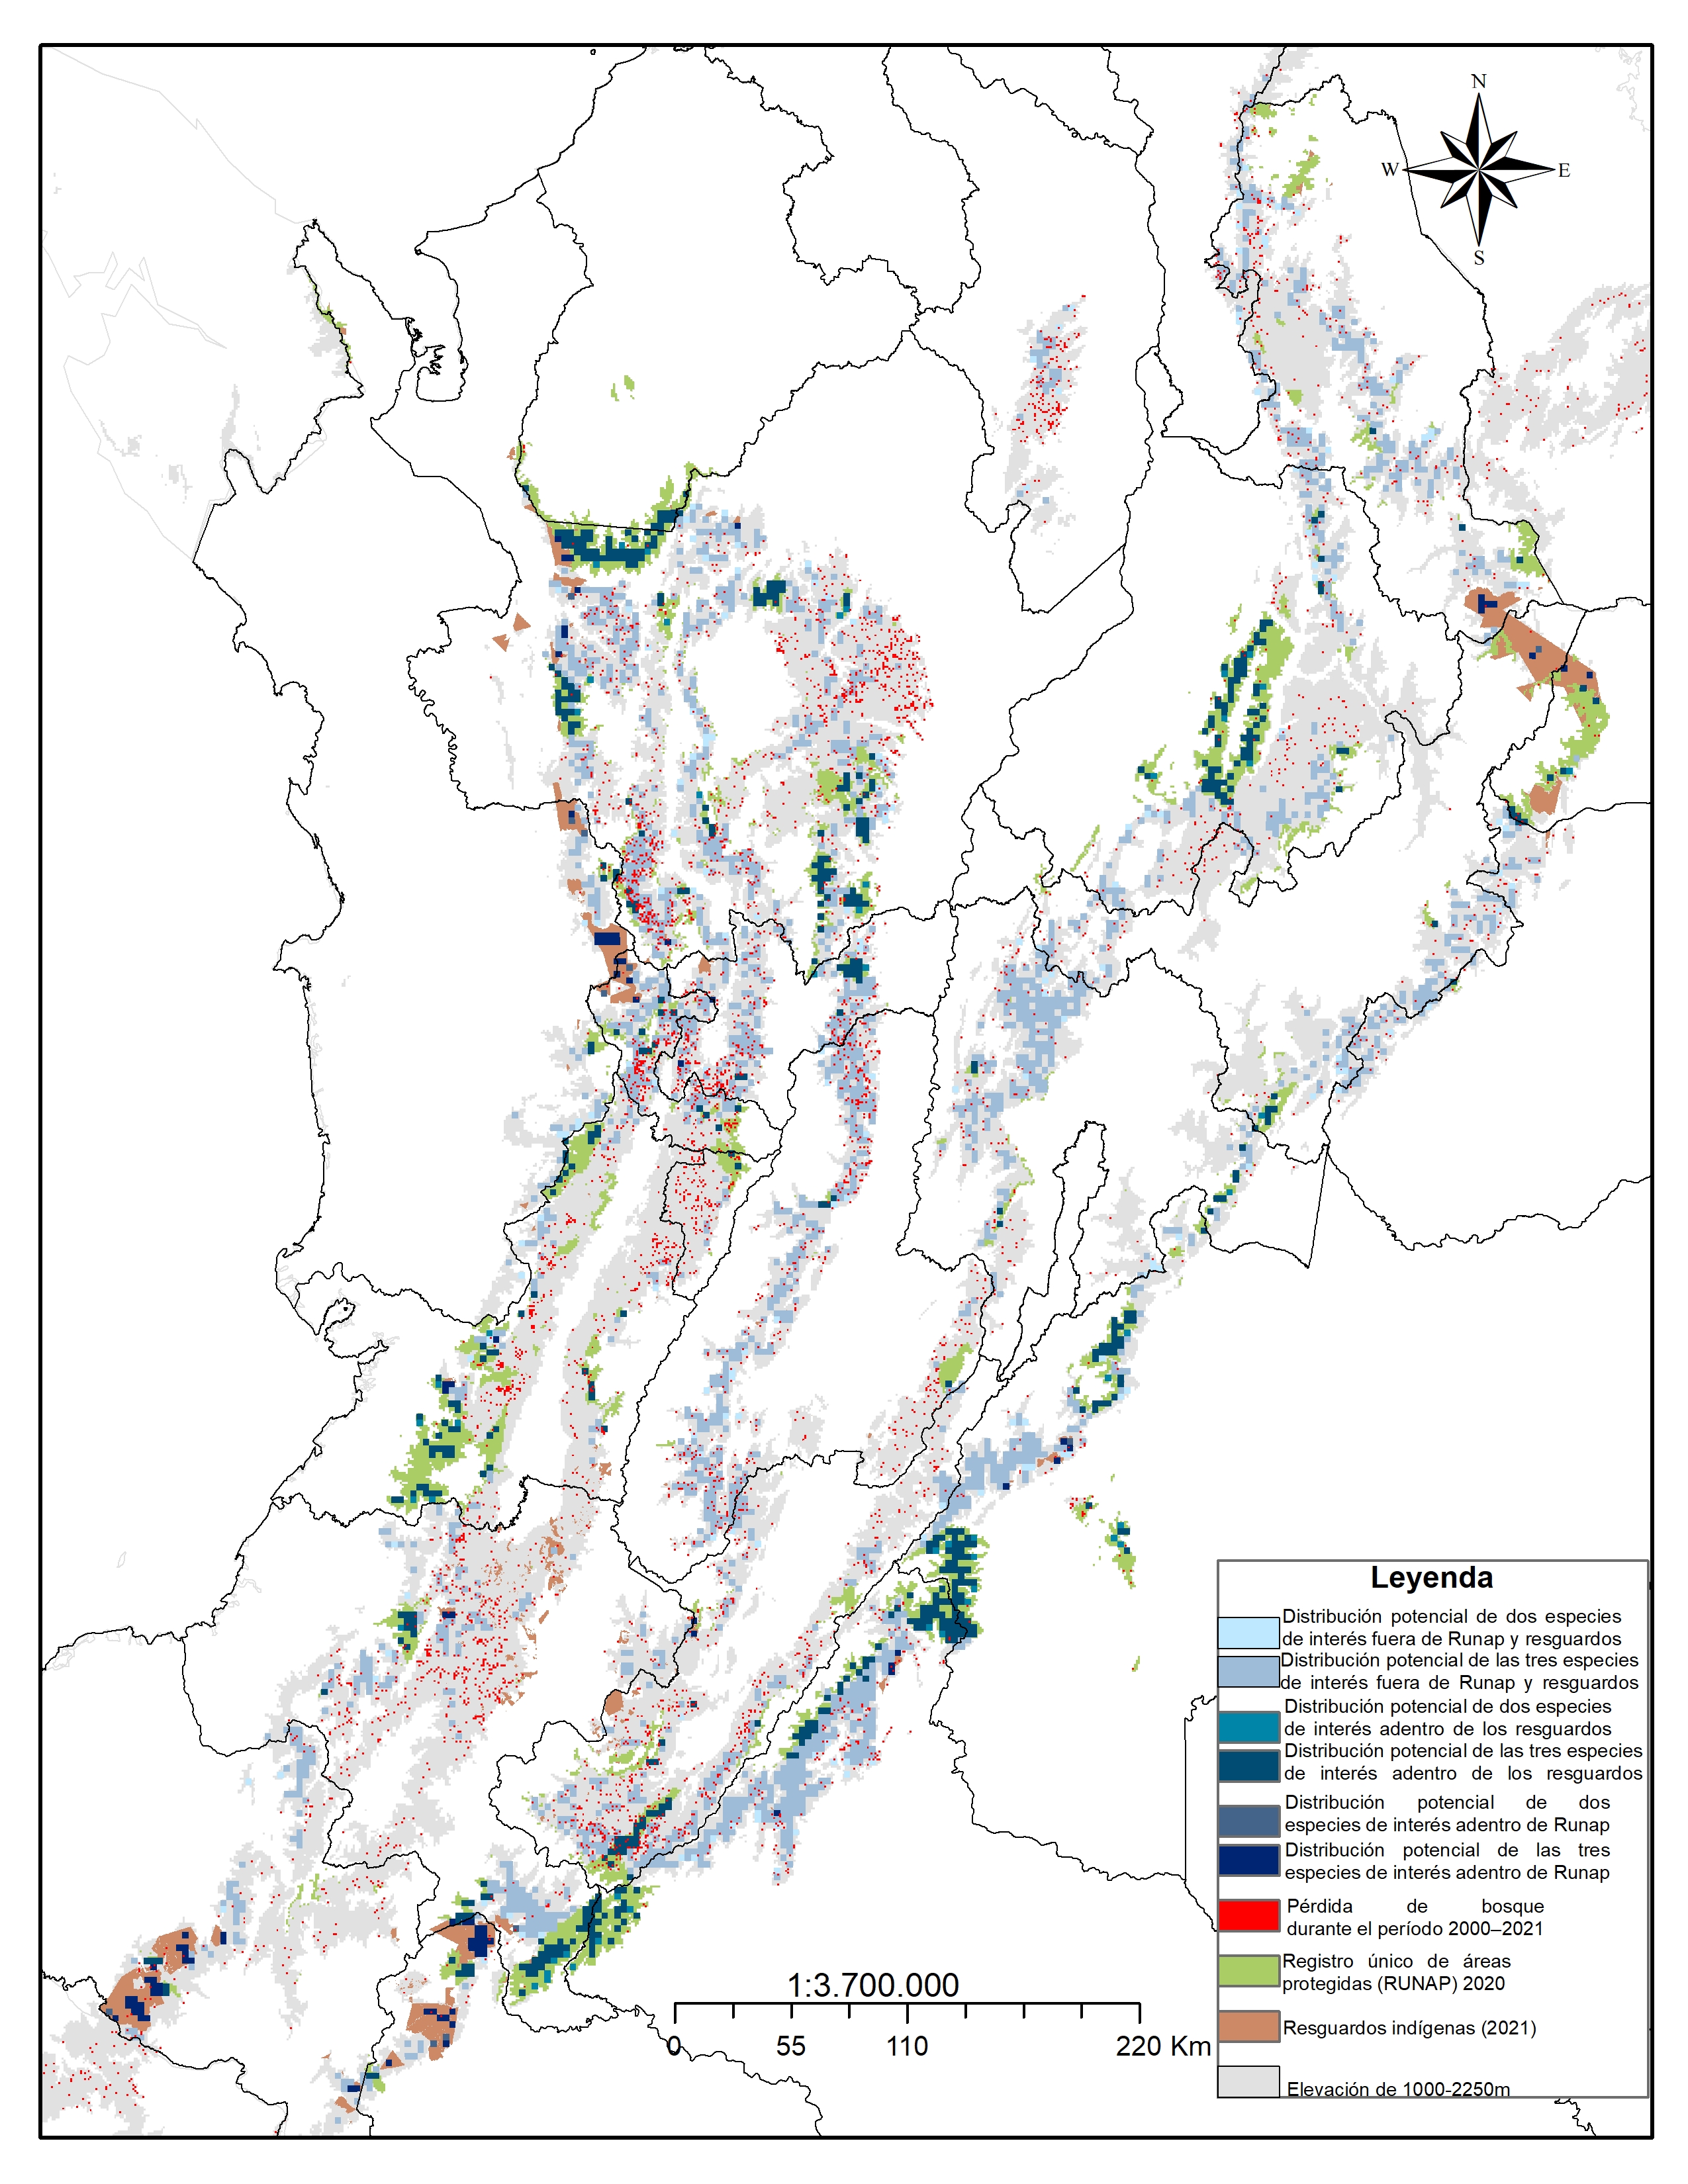 N
W
E
S
Leyenda
Distribución potencial de dos especies
de interés fuera de Runap y resguardos
Distribución potencial de las tres especies
de interés fuera de Runap y resguardos
Distribución potencial de dos especies
de interés adentro de los resguardos
Distribución potencial de las tres especies
de interés adentro de los resguardos
Distribución potencial de dos
especies de interés adentro de Runap
Distribución potencial de las tres
especies de interés adentro de Runap
Pérdida de bosque
durante el período 2000–2021
Registro único de áreas
protegidas (RUNAP) 2020
Resguardos indígenas (2021)
Elevación de 1000-2250m
1:3.700.000
0 55 110 220 Km